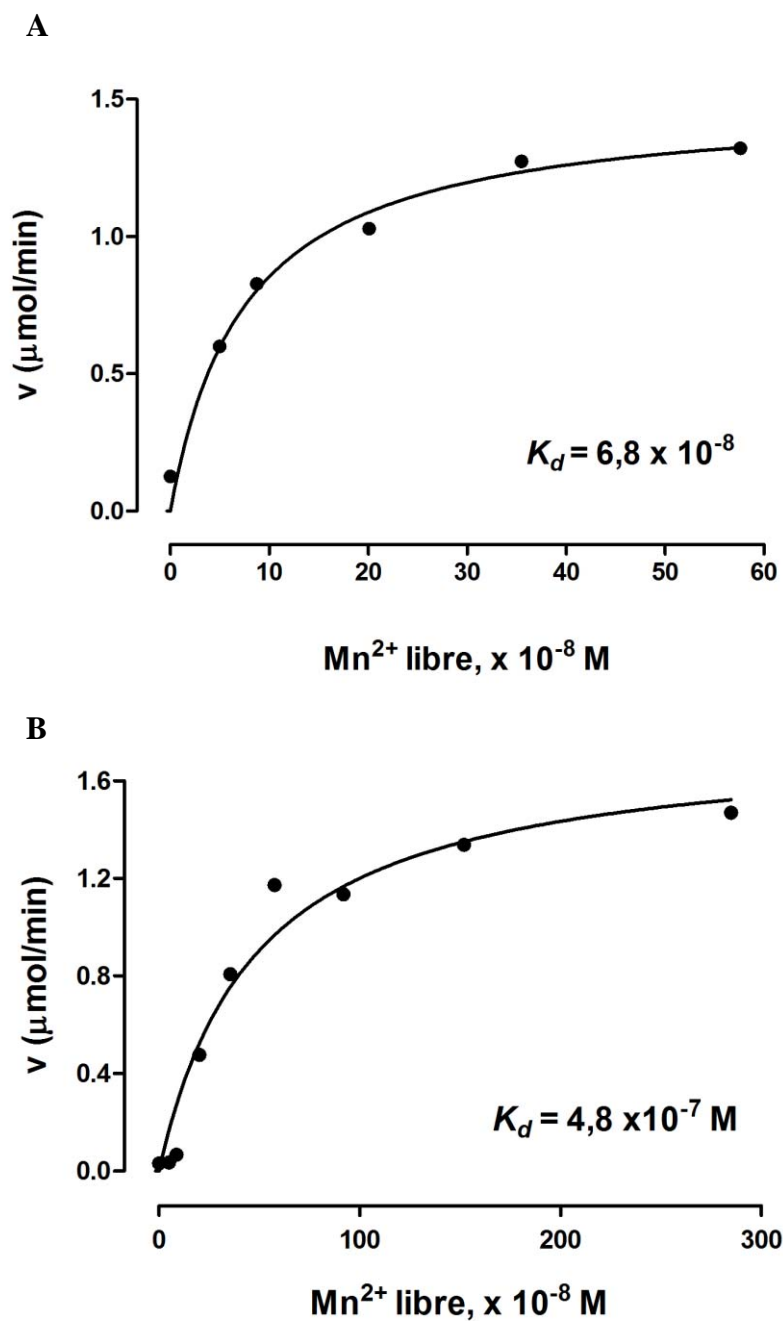 A
1.5
1.0
0.5
0.0
v (μmol/min)
K_d = 6,8 x 10⁻⁸
0 10 20 30 40 50 60
Mn²⁺ libre, x 10⁻⁸ M
B
1.6
1.2
0.8
0.4
0.0
v (μmol/min)
K_d = 4,8 x10⁻⁷ M
0 100 200 300
Mn²⁺ libre, x 10⁻⁸ M